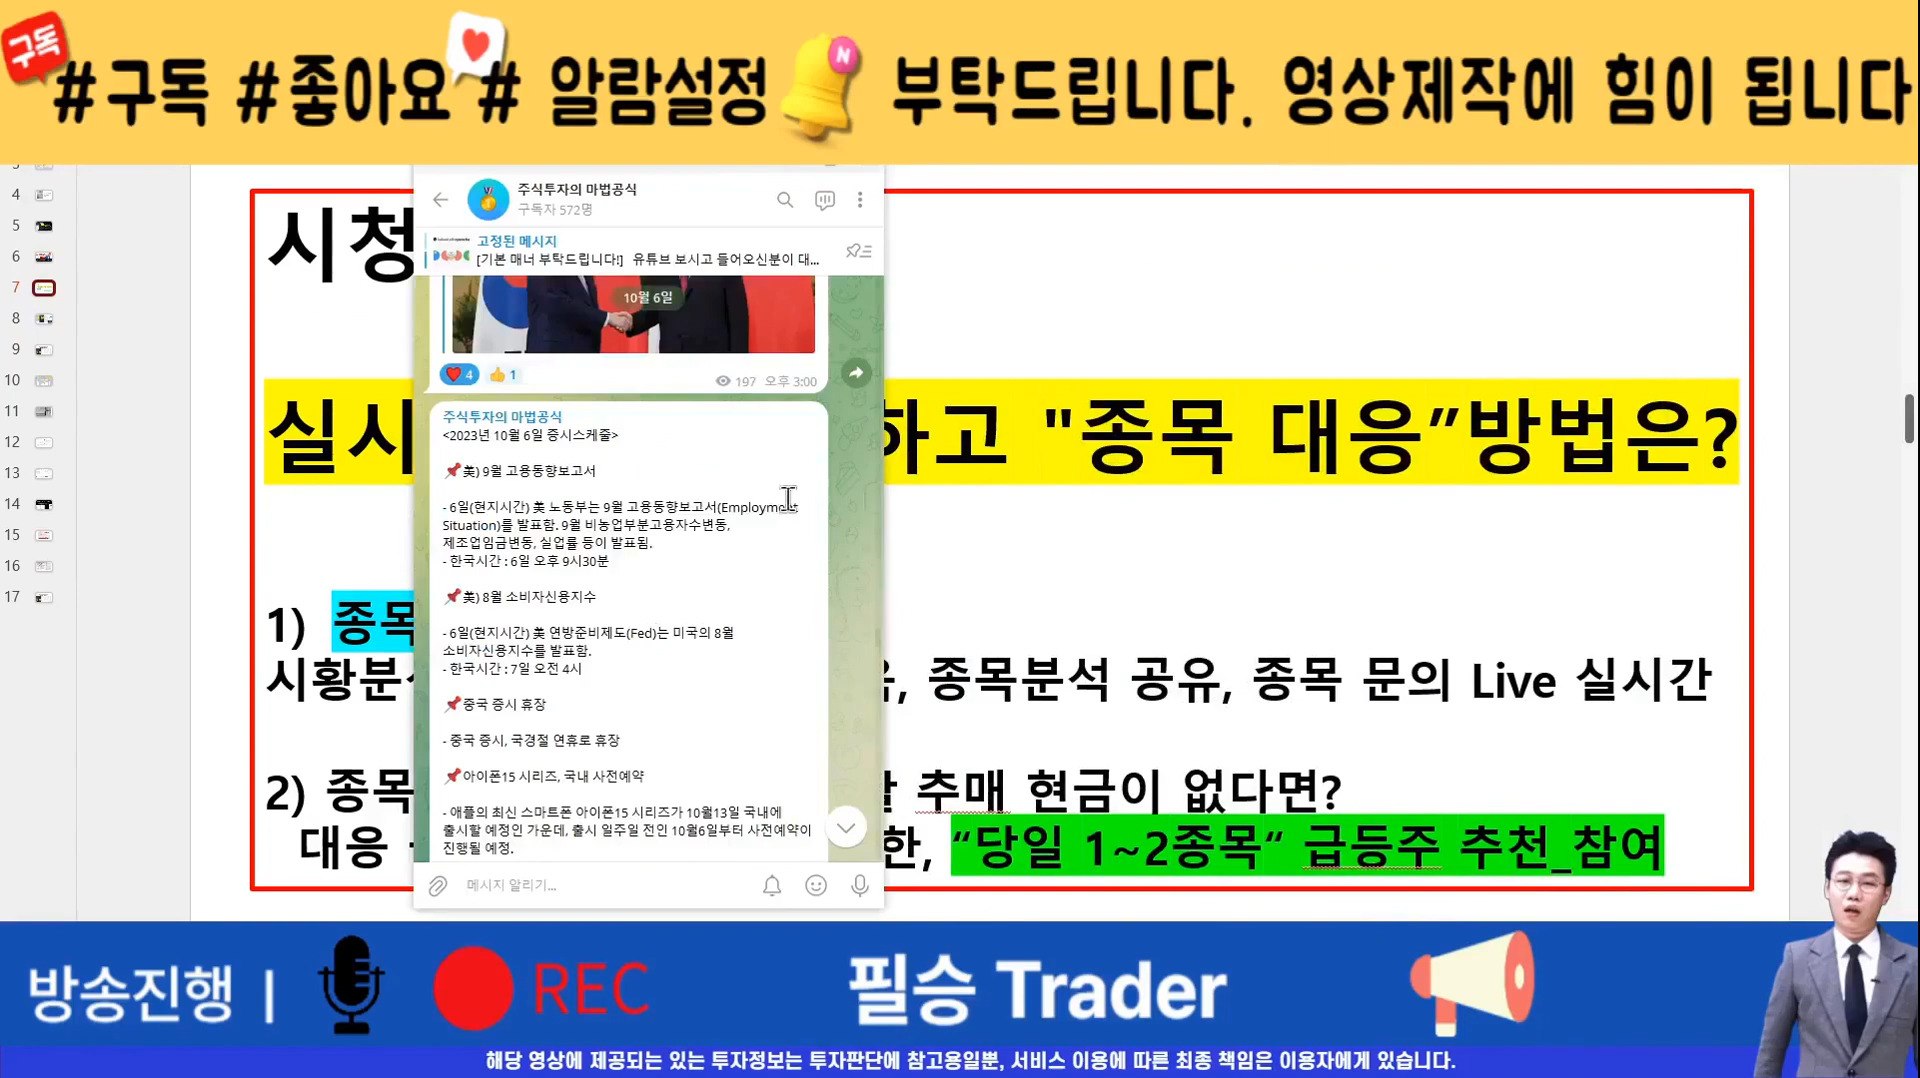 구독
#구독 #좋아요 # 알람설정 부탁드립니다. 영상제작에 힘이 됩니다
N
4
5
6
7
8
9
10
11
12
13
14
15
16
17
시청
실시
하고 "종목 대응”방법은?
1) 종목
시황분
, 종목분석 공유, 종목 문의 Live 실시간
2) 종목
추매 현금이 없다면?
대응
한, “당일 1~2종목“ 급등주 추천_참여
주식투자의 마법공식
구독자 572명
고정된 메시지
[기본 매너 부탁드립니다!] 유튜브 보시고 들어오신분이 대...
10월 6일
4
1
197 오후 3:00
주식투자의 마법공식
<2023년 10월 6일 증시스케줄>
📌美) 9월 고용동향보고서
- 6일(현지시간) 美 노동부는 9월 고용동향보고서(Employment
Situation)를 발표함. 9월 비농업부분고용자수변동,
제조업임금변동, 실업률 등이 발표됨.
- 한국시간 : 6일 오후 9시30분
📌美) 8월 소비자신용지수
- 6일(현지시간) 美 연방준비제도(Fed)는 미국의 8월
소비자신용지수를 발표함.
- 한국시간 : 7일 오전 4시
📌중국 증시 휴장
- 중국 증시, 국경절 연휴로 휴장
📌아이폰15 시리즈, 국내 사전예약
- 애플의 최신 스마트폰 아이폰15 시리즈가 10월13일 국내에
출시할 예정인 가운데, 출시 일주일 전인 10월6일부터 사전예약이
진행될 예정.
메시지 알리기...
방송진행 |
REC
필승 Trader
해당 영상에 제공되는 있는 투자정보는 투자판단에 참고용일뿐, 서비스 이용에 따른 최종 책임은 이용자에게 있습니다.